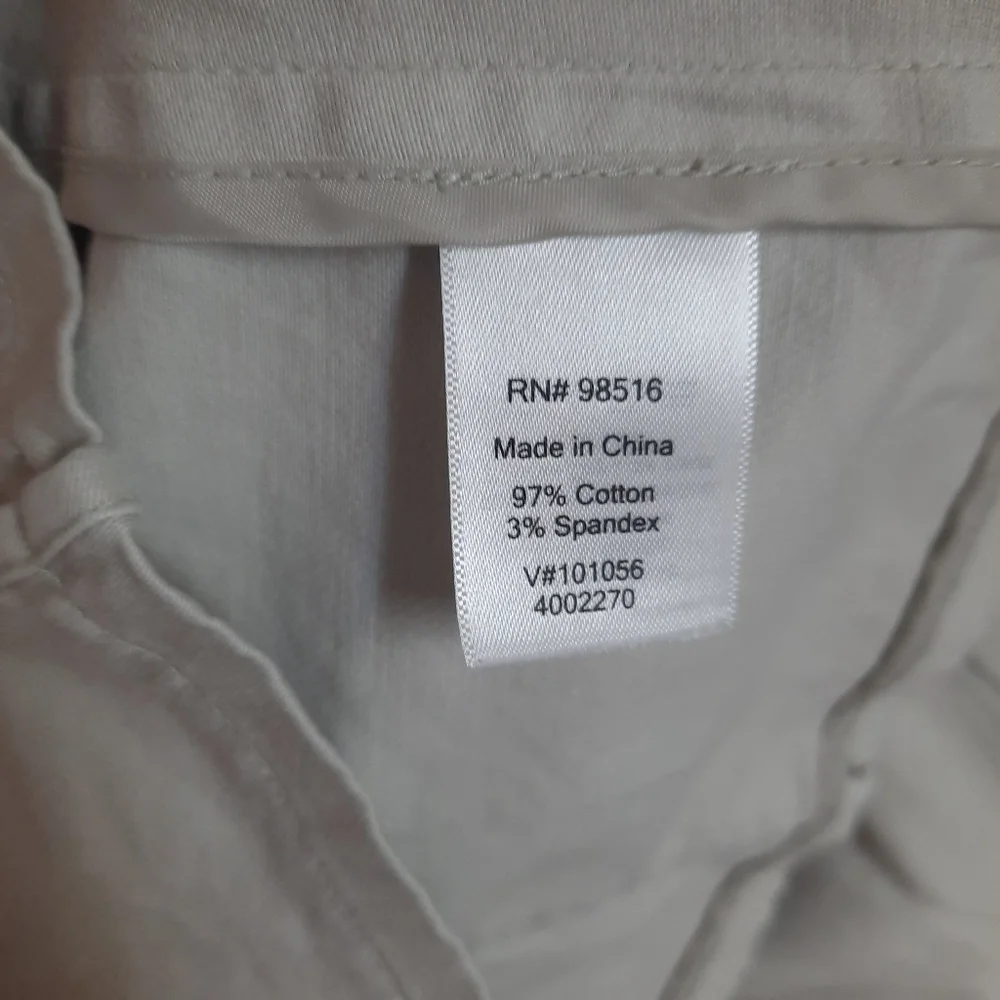 RN# 98516
Made in China
97% Cotton
3% Spandex
V#101056
4002270